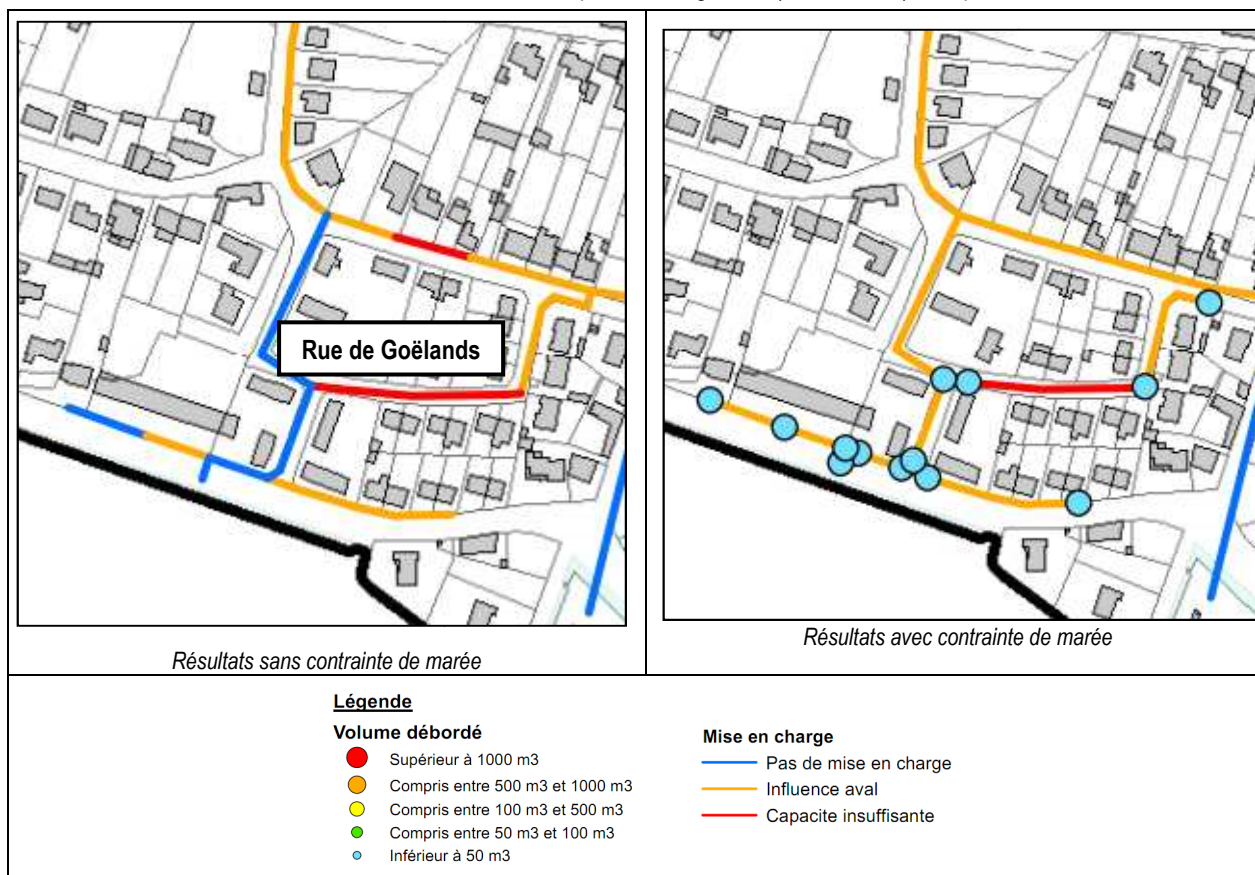 Rue de Goëlands
Résultats sans contrainte de marée
Résultats avec contrainte de marée
Légende
Volume débordé
Supérieur à 1000 m3
Compris entre 500 m3 et 1000 m3
Compris entre 100 m3 et 500 m3
Compris entre 50 m3 et 100 m3
Inférieur à 50 m3
Mise en charge
Pas de mise en charge
Influence aval
Capacite insuffisante